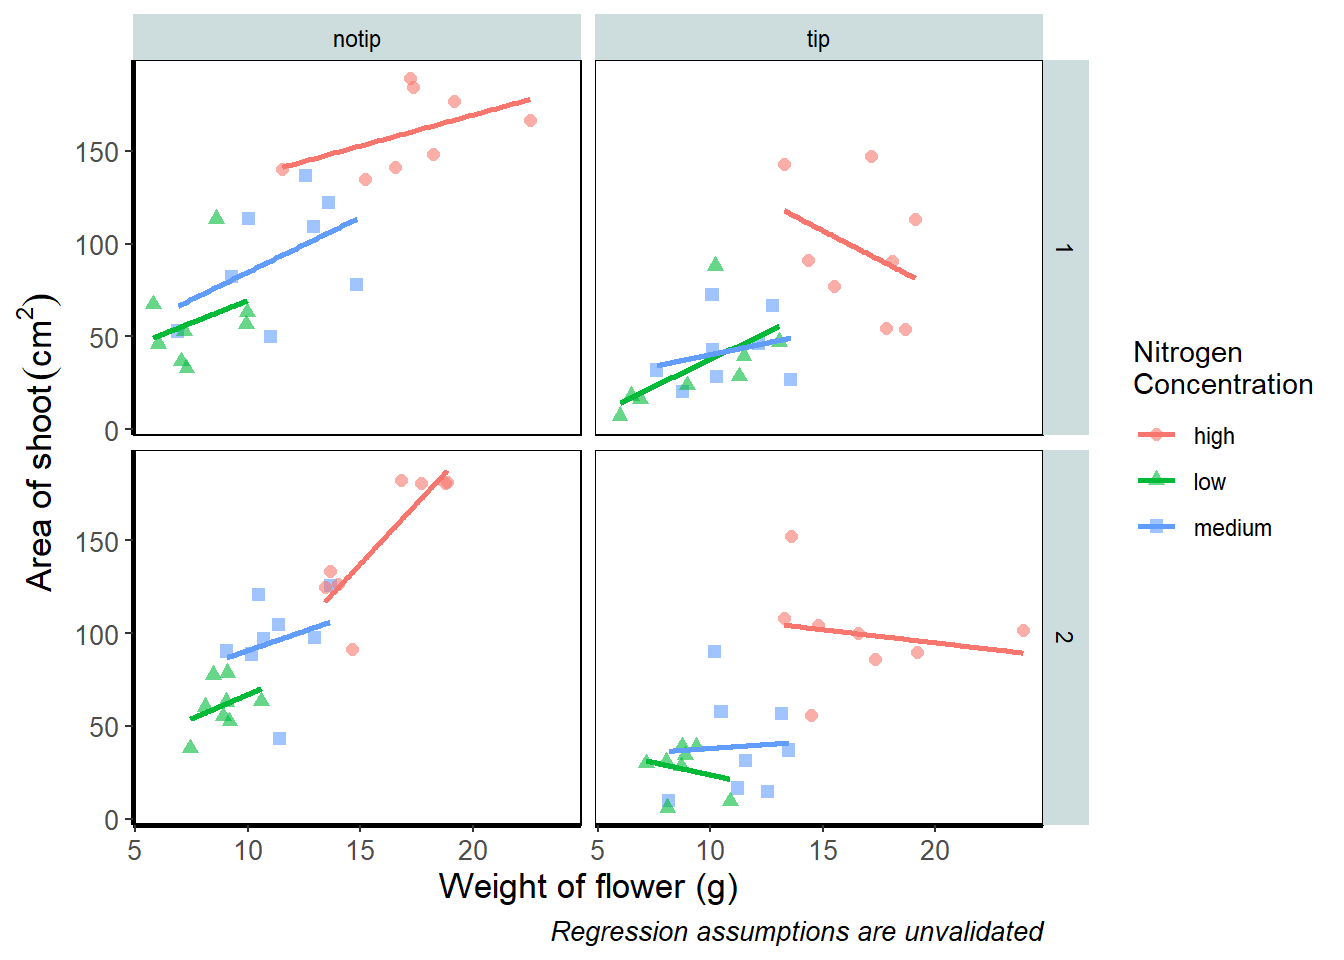 notip
tip
150
100
50
0
1
150
100
50
0
2
5 10 15 20
5 10 15 20
Area of shoot(cm²)
Weight of flower (g)
Regression assumptions are unvalidated
Nitrogen
Concentration
high
low
medium